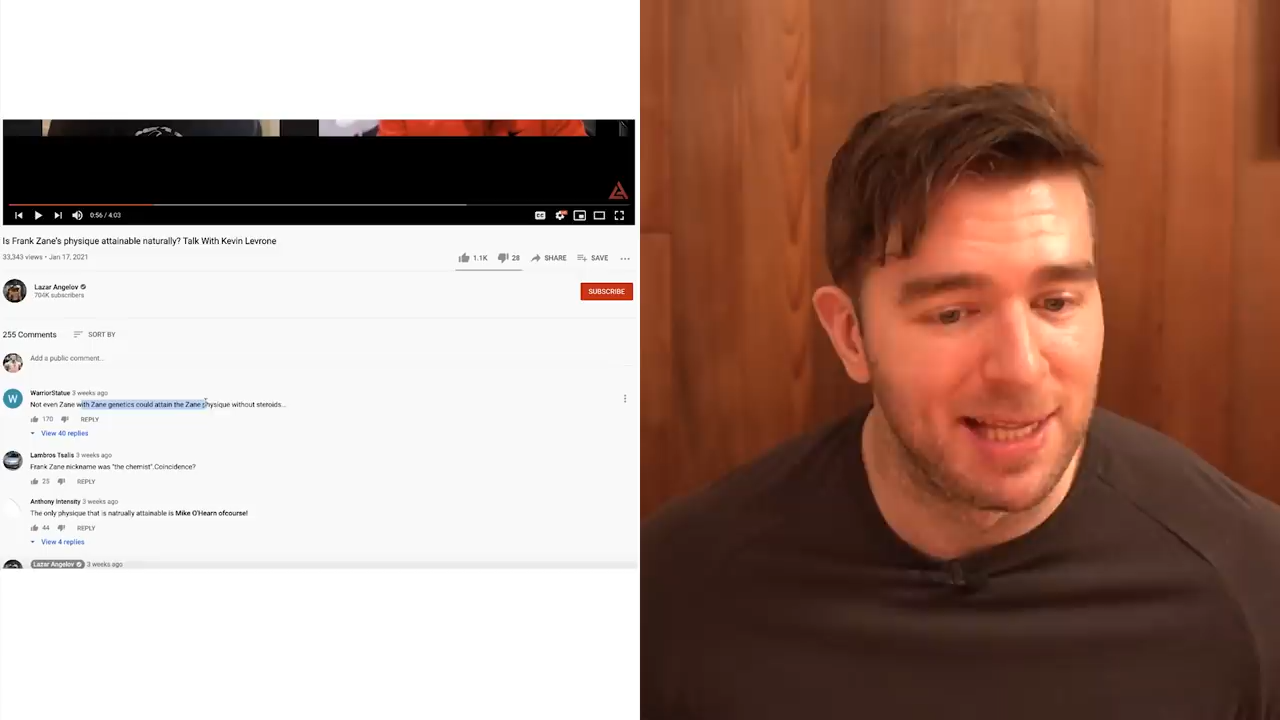 0:56 / 4:03
Is Frank Zane's physique attainable naturally? Talk With Kevin Levrone
33,343 views • Jan 17, 2021
1.1K 28 SHARE SAVE
Lazar Angelov
704K subscribers
SUBSCRIBE
255 Comments SORT BY
Add a public comment...
W WarriorStatue 3 weeks ago
Not even Zane with Zane genetics could attain the Zane physique without steroids...
170 REPLY
View 40 replies
Lambros Tsalis 3 weeks ago
Frank Zane nickname was "the chemist".Coincidence?
25 REPLY
Anthony Intensity 3 weeks ago
The only physique that is natrually attainable is Mike O'Hearn ofcourse!
44 REPLY
View 4 replies
Lazar Angelov 3 weeks ago